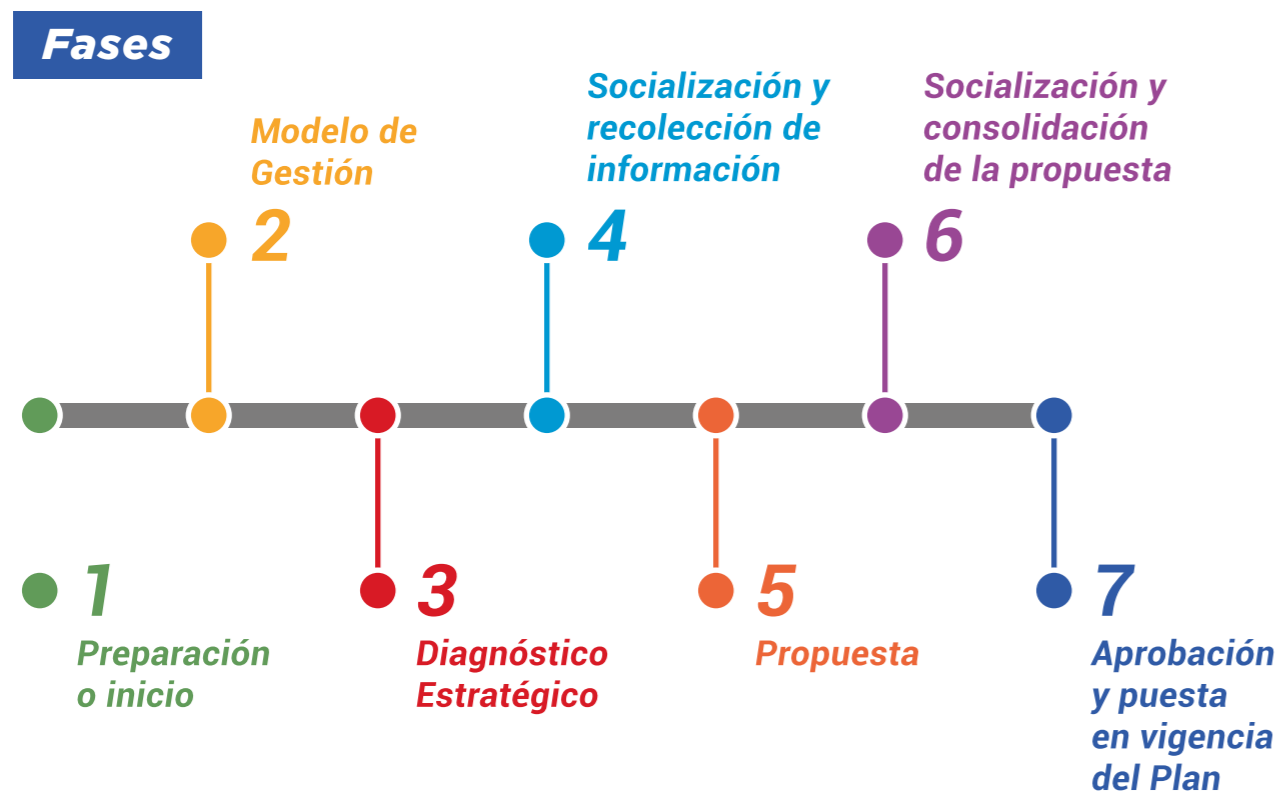 Fases
1
Preparación
o inicio
Modelo de
Gestión
2
3
Diagnóstico
Estratégico
Socialización y
recolección de
información
4
5
Propuesta
Socialización y
consolidación
de la propuesta
6
7
Aprobación
y puesta
en vigencia
del Plan